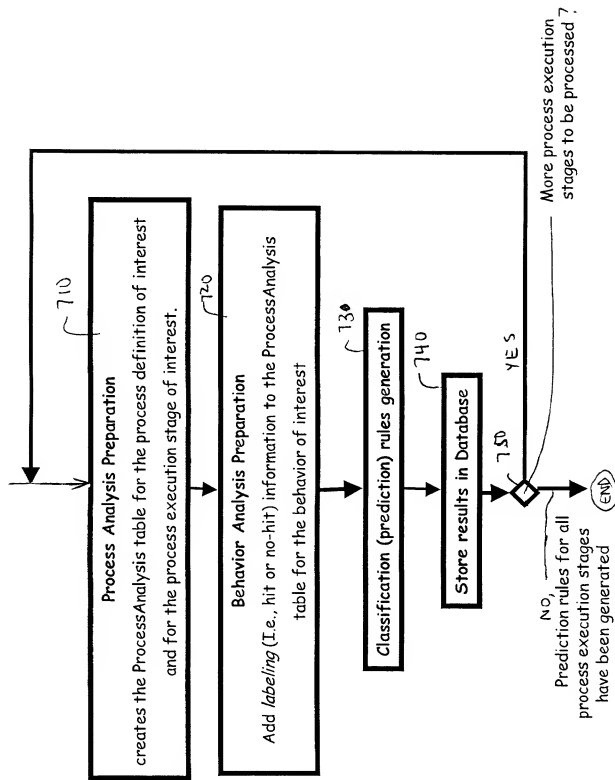 710
Process Analysis Preparation
creates the ProcessAnalysis table for the process definition of interest
and for the process execution stage of interest.
720
Behavior Analysis Preparation
Add labeling (I.e., hit or no-hit) information to the ProcessAnalysis
table for the behavior of interest
730
Classification (prediction) rules generation
740
Store results in Database
750
YES
More process execution
stages to be processed ?
NO,
Prediction rules for all
process execution stages
have been generated
END